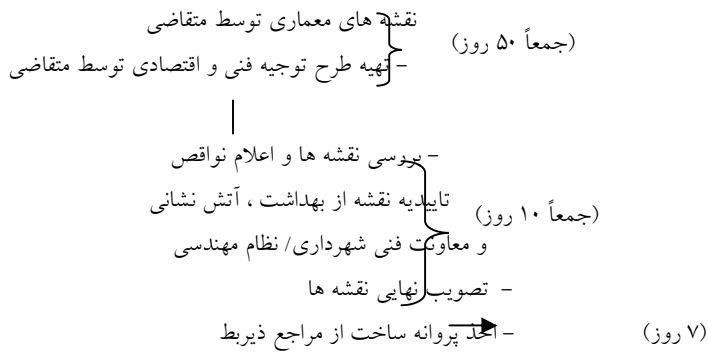 نقشه های معماری توسط متقاضی
(جمعاً ۵۰ روز)
– تهیه طرح توجیه فنی و اقتصادی توسط متقاضی
– بررسی نقشه ها و اعلام نواقص
تاییدیه نقشه از بهداشت ، آتش نشانی
(جمعاً ۱۰ روز)
و معاونت فنی شهرداری/ نظام مهندسی
– تصویب نهایی نقشه ها
(۷ روز) – اخذ پروانه ساخت از مراجع ذیربط